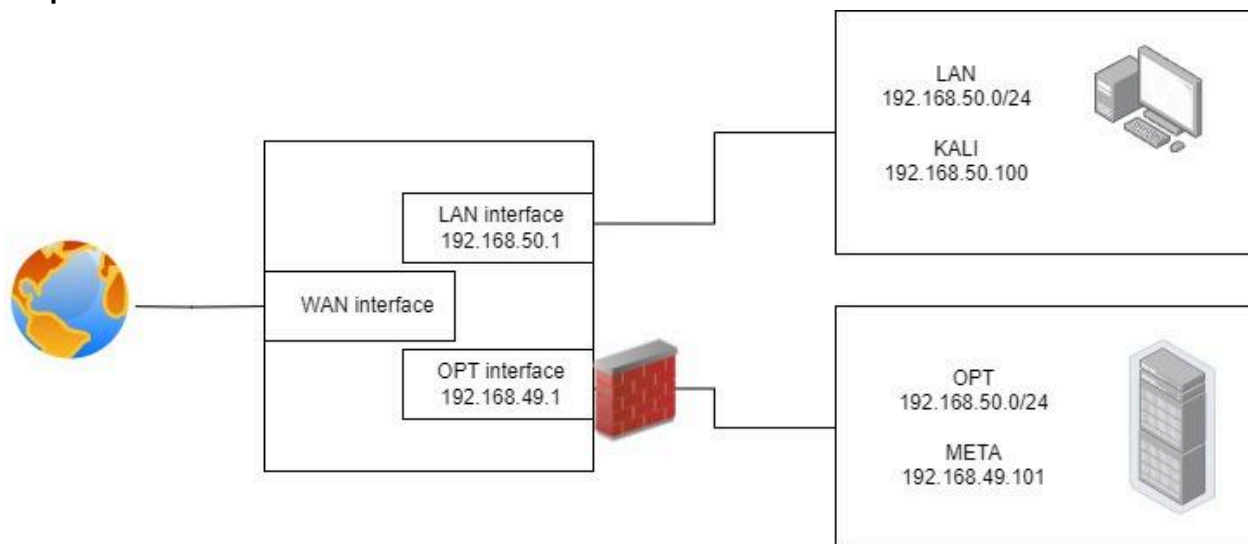 LAN
192.168.50.0/24
KALI
192.168.50.100
LAN interface
192.168.50.1
WAN interface
OPT interface
192.168.49.1
OPT
192.168.50.0/24
META
192.168.49.101